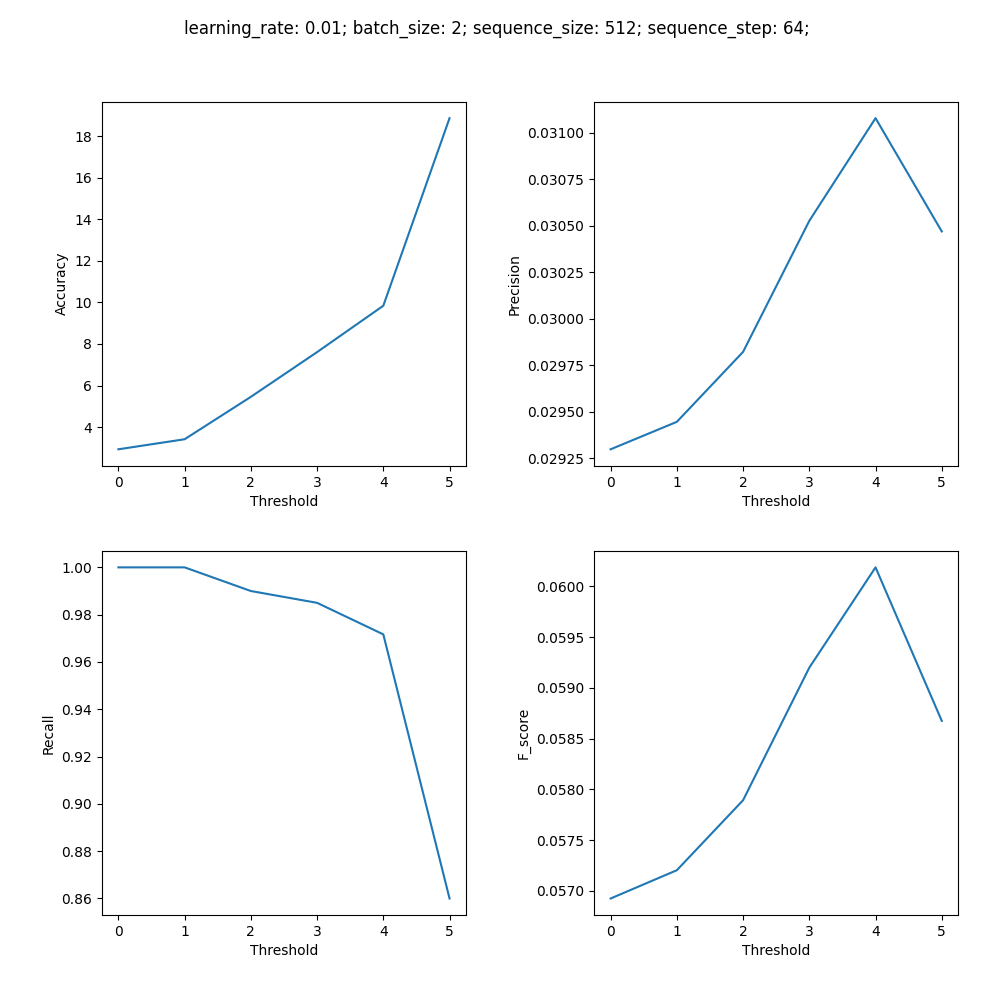 learning_rate: 0.01; batch_size: 2; sequence_size: 512; sequence_step: 64;
18
16
14
12
10
8
6
4
Accuracy
0 1 2 3 4 5
Threshold
0.03100
0.03075
0.03050
0.03025
0.03000
0.02975
0.02950
0.02925
Precision
0 1 2 3 4 5
Threshold
1.00
0.98
0.96
0.94
0.92
0.90
0.88
0.86
Recall
0 1 2 3 4 5
Threshold
0.0600
0.0595
0.0590
0.0585
0.0580
0.0575
0.0570
F_score
0 1 2 3 4 5
Threshold